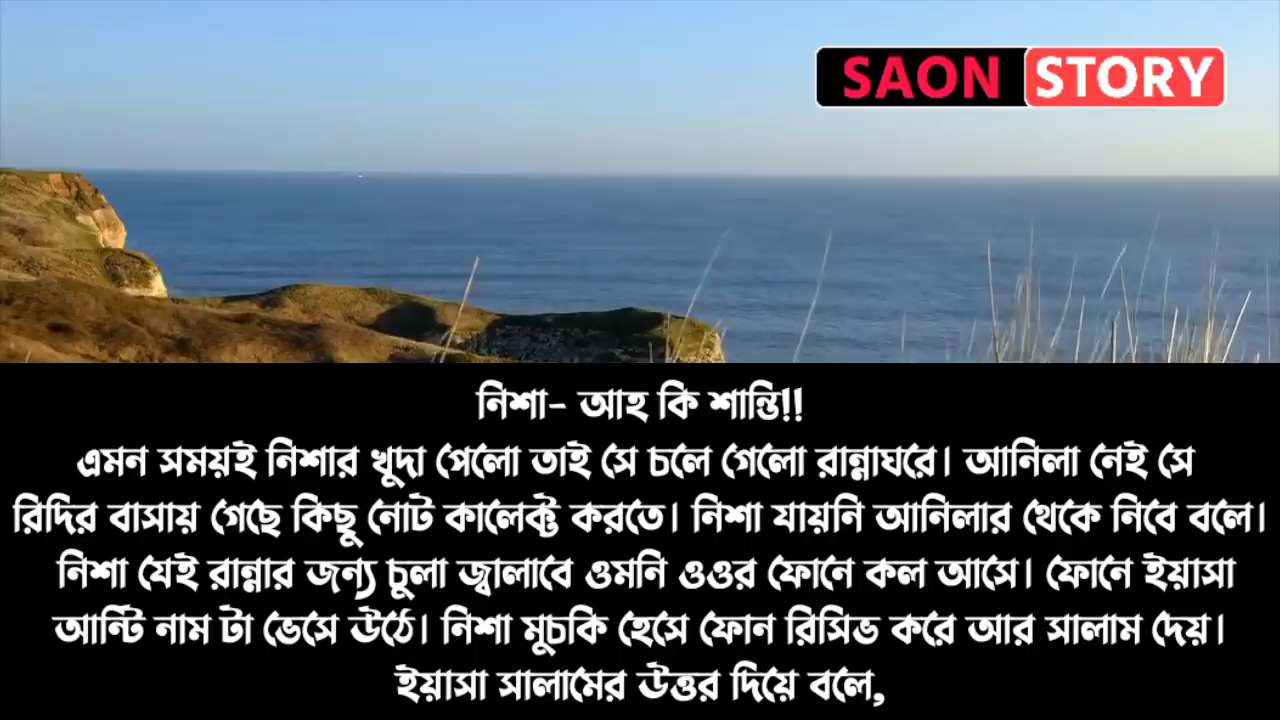 SAON STORY
নিশা- আহ কি শান্তি!!
এমন সময়ই নিশার খুদা পেলো তাই সে চলে গেলো রান্নাঘরে। আনিলা নেই সে
রিদির বাসায় গেছে কিছু নোট কালেক্ট করতে। নিশা যায়নি আনিলার থেকে নিবে বলে।
নিশা যেই রান্নার জন্য চুলা জ্বালাবে ওমনি ওওর ফোনে কল আসে। ফোনে ইয়াসা
আন্টি নাম টা ভেসে উঠে। নিশা মুচকি হেসে ফোন রিসিভ করে আর সালাম দেয়।
ইয়াসা সালামের উত্তর দিয়ে বলে,